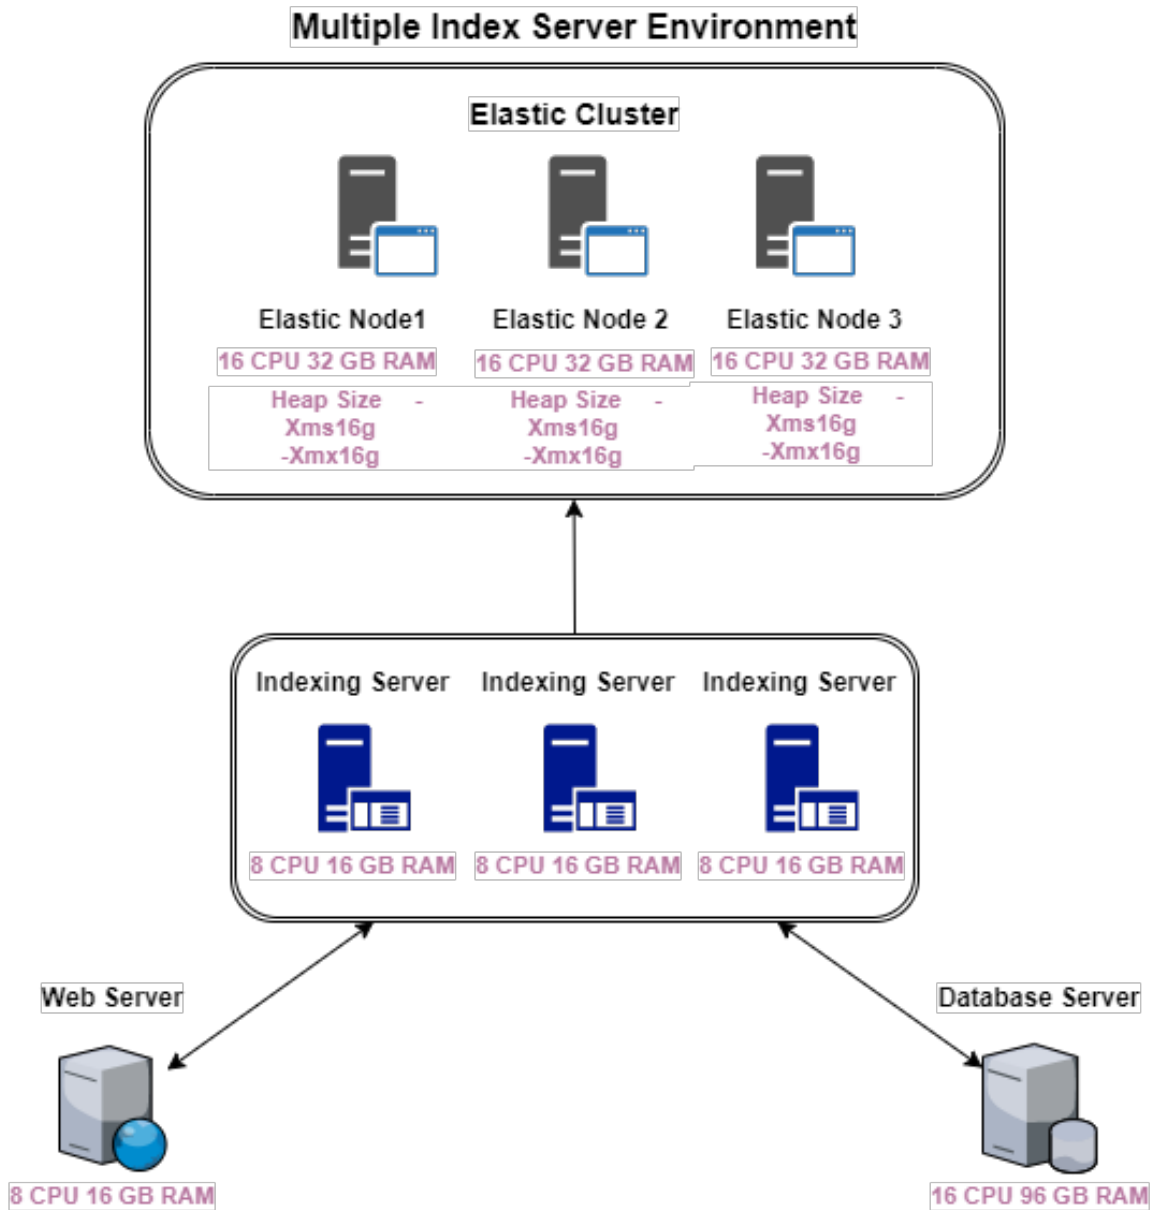 Multiple Index Server Environment
Elastic Cluster
Elastic Node1
16 CPU 32 GB RAM
Heap Size -
Xms16g
-Xmx16g
Elastic Node 2
16 CPU 32 GB RAM
Heap Size -
Xms16g
-Xmx16g
Elastic Node 3
16 CPU 32 GB RAM
Heap Size -
Xms16g
-Xmx16g
Indexing Server
8 CPU 16 GB RAM
Indexing Server
8 CPU 16 GB RAM
Indexing Server
8 CPU 16 GB RAM
Web Server
8 CPU 16 GB RAM
Database Server
16 CPU 96 GB RAM